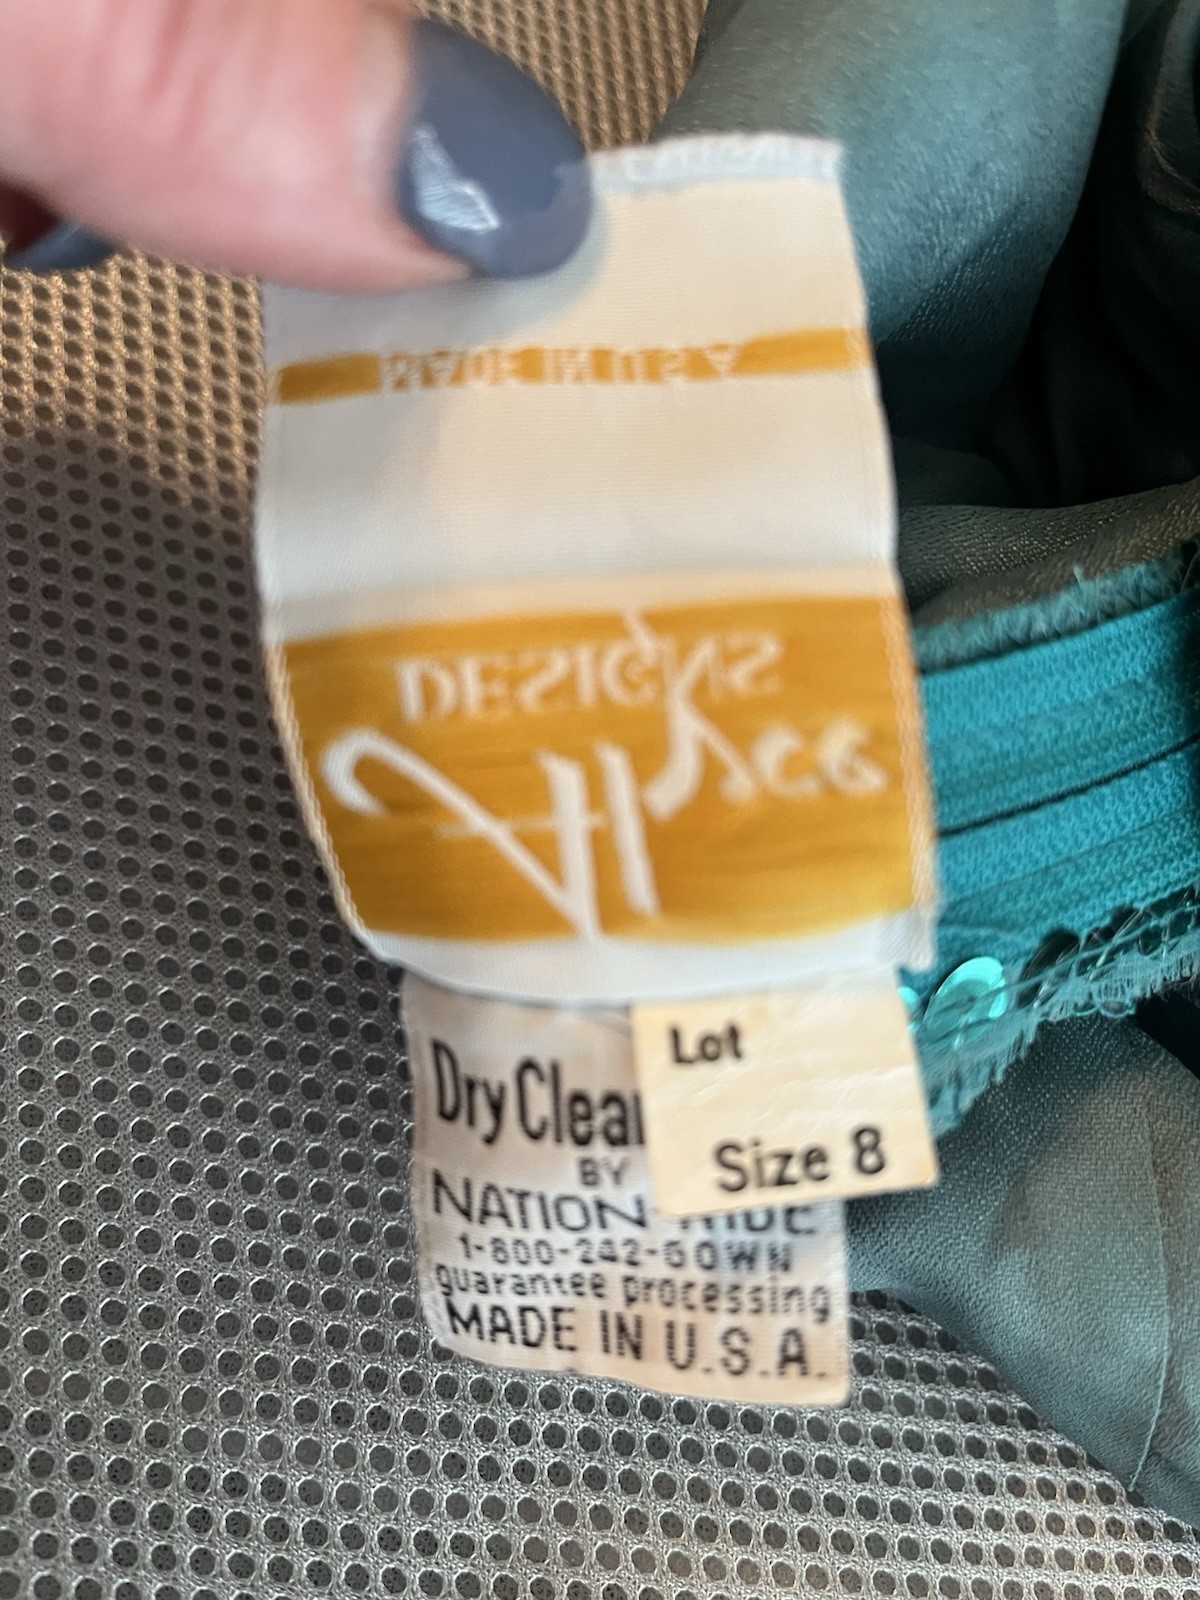 MADE IN U S A
DESIGNS
Alyce
Lot
Size 8
Dry Clea
BY
NATION WIDE
1-800-242-GOWN
guarantee processing
MADE IN U.S.A.